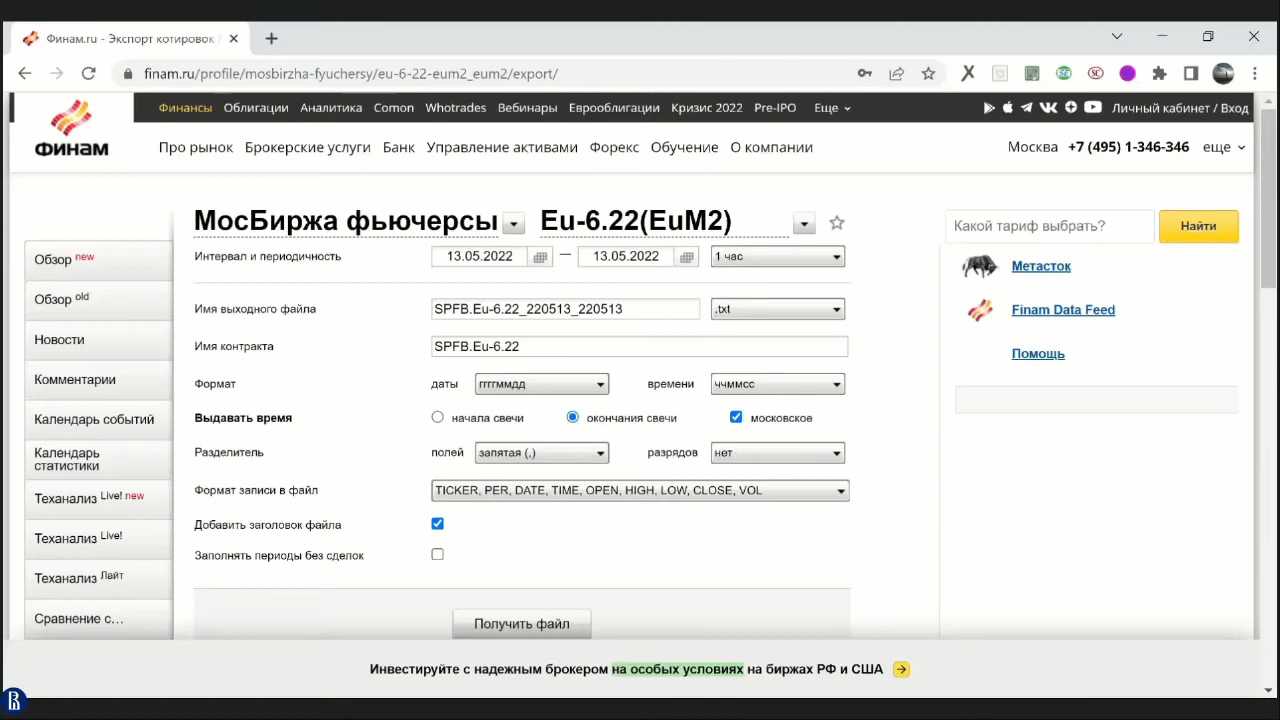 Финам.ru - Экспорт котировок
finam.ru/profile/mosbirzha-fyuchersy/eu-6-22-eum2_eum2/export/
Финансы Облигации Аналитика Comon Whotrades Вебинары Еврооблигации Кризис 2022 Pre-IPO Еще Личный кабинет / Вход
ФИНАМ
Про рынок Брокерские услуги Банк Управление активами Форекс Обучение О компании Москва +7 (495) 1-346-346 еще
МосБиржа фьючерсы Eu-6.22(EuM2)
Какой тариф выбрать? Найти
Интервал и периодичность 13.05.2022 — 13.05.2022 1 час
Обзор new
Метасток
Обзор old
Имя выходного файла SPFB.Eu-6.22_220513_220513 .txt
Finam Data Feed
Новости
Имя контракта SPFB.Eu-6.22
Помощь
Комментарии
Формат даты ггггммдд времени ччммсс
Календарь событий
Выдавать время начала свечи окончания свечи московское
Календарь
статистики
Разделитель полей запятая (,) разрядов нет
Теханализ Live! new
Формат записи в файл TICKER, PER, DATE, TIME, OPEN, HIGH, LOW, CLOSE, VOL
Теханализ Live!
Добавить заголовок файла
Заполнять периоды без сделок
Теханализ Лайт
Сравнение с…
Получить файл
Инвестируйте с надежным брокером на особых условиях на биржах РФ и США